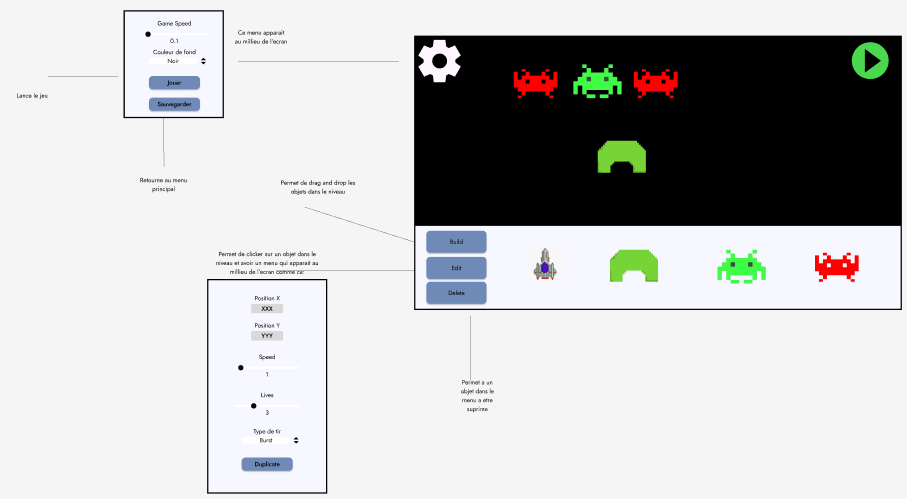 Game Speed
0.1
Couleur de fond
Noir
Jouer
Sauvegarder
Ce menu apparait
au millieu de l'ecran
Lance le jeu
Retourne au menu
principal
Permet de drag and drop les
objets dans le niveau
Permet de clicker sur un objet dans le
niveau et avoir un menu qui apparait au
millieu de l'ecran comme ca:
Build
Edit
Delete
Position X
XXX
Position Y
YYY
Speed
1
Lives
3
Type de tir
Burst
Duplicate
Permet a un
objet dans le
menu a etre
suprime